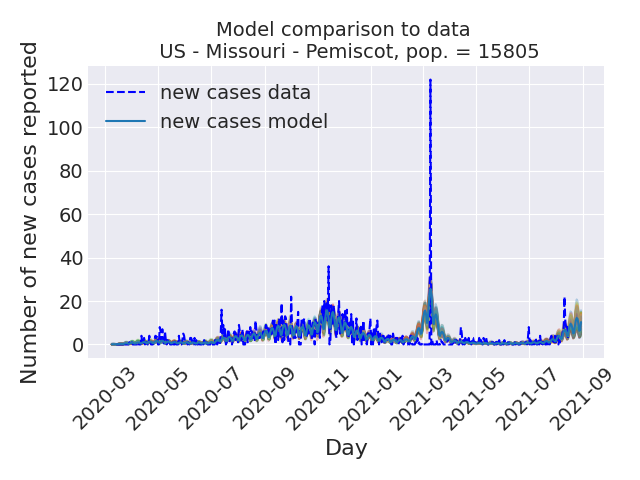 Model comparison to data
US - Missouri - Pemiscot, pop. = 15805
Number of new cases reported
120
100
80
60
40
20
0
new cases data
new cases model
2020-03
2020-05
2020-07
2020-09
2020-11
2021-01
2021-03
2021-05
2021-07
2021-09
Day